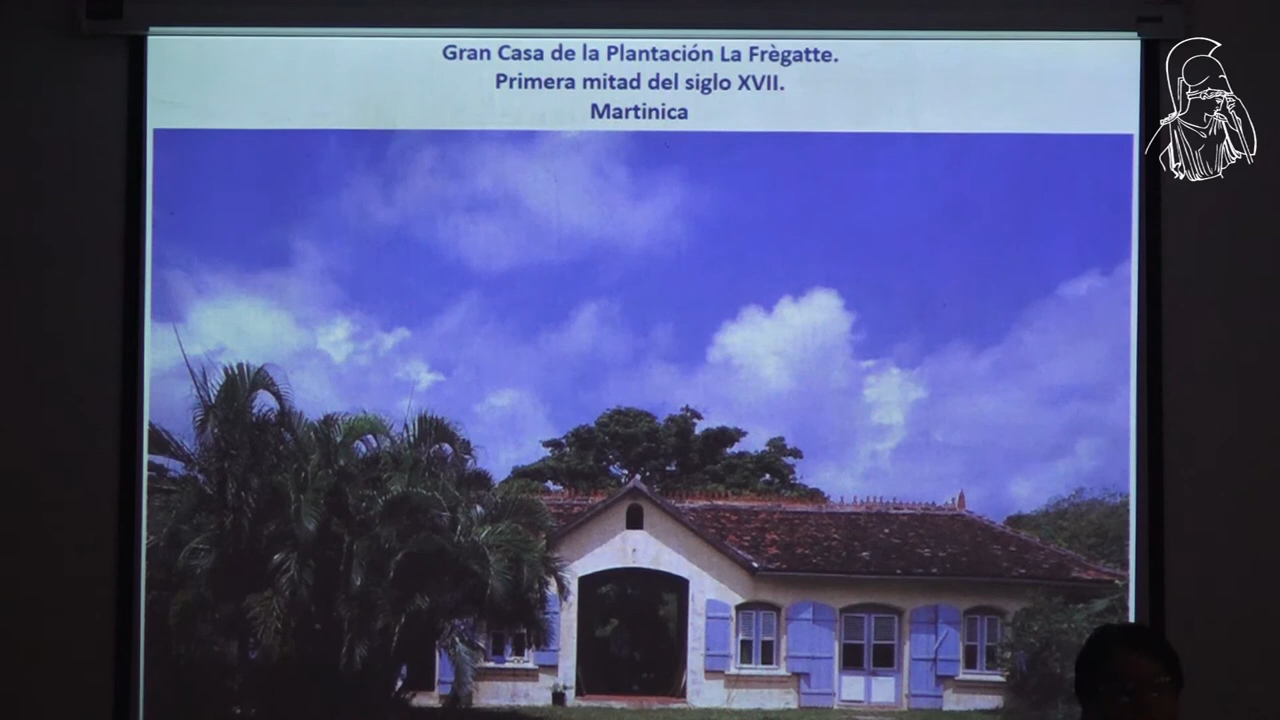 Gran Casa de la Plantación La Frègatte.
Primera mitad del siglo XVII.
Martinica